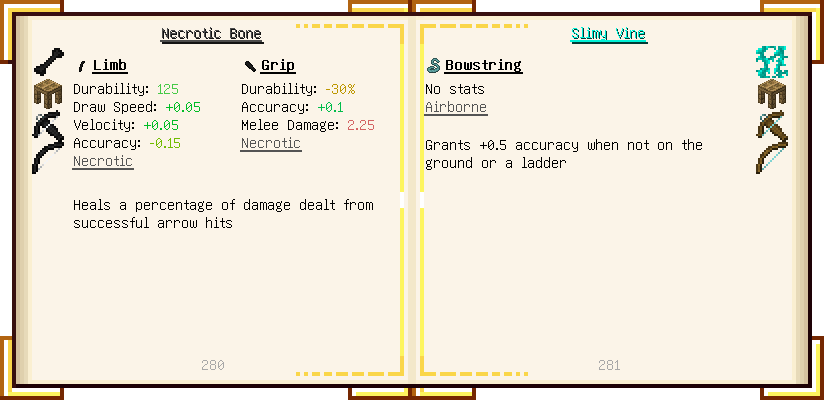 Necrotic Bone
Limb
Durability: 125
Draw Speed: +0.05
Velocity: +0.05
Accuracy: -0.15
Necrotic
Grip
Durability: -30%
Accuracy: +0.1
Melee Damage: 2.25
Necrotic
Heals a percentage of damage dealt from
successful arrow hits
280
Slimy Vine
Bowstring
No stats
Airborne
Grants +0.5 accuracy when not on the
ground or a ladder
281